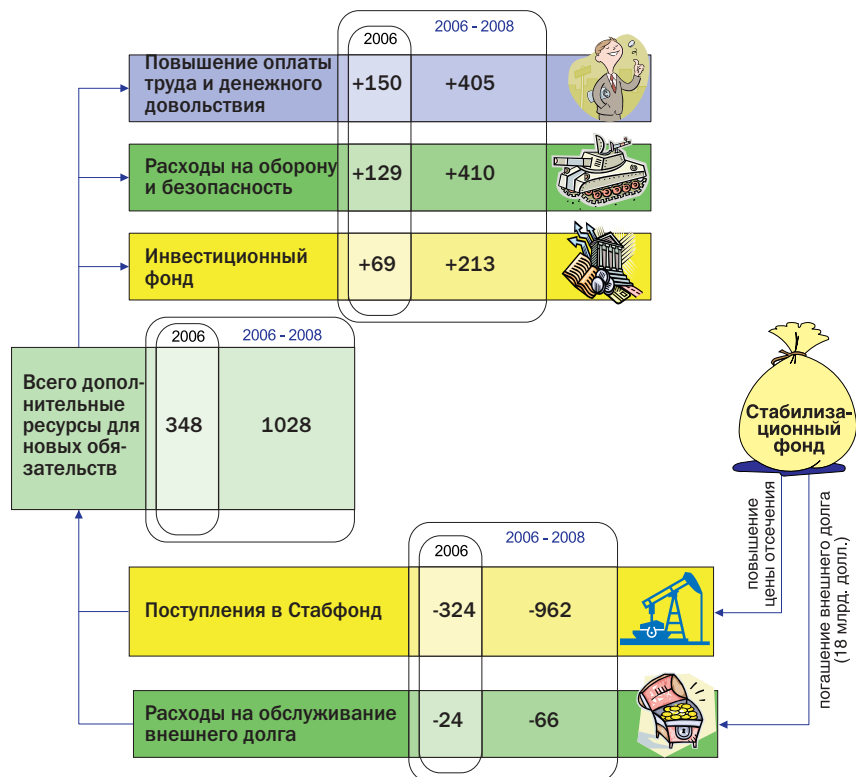 2006
2006 - 2008
Повышение оплаты
труда и денежного
довольствия
+150
+405
Расходы на оборону
и безопасность
+129
+410
Инвестиционный
фонд
+69
+213
2006
2006 - 2008
Всего допол-
нительные
ресурсы для
новых обя-
зательств
348
1028
Стабилиза-
ционный
фонд
повышение
цены отсечения
погашение внешнего долга
(18 млрд. долл.)
2006
2006 - 2008
Поступления в Стабфонд
-324
-962
Расходы на обслуживание
внешнего долга
-24
-66